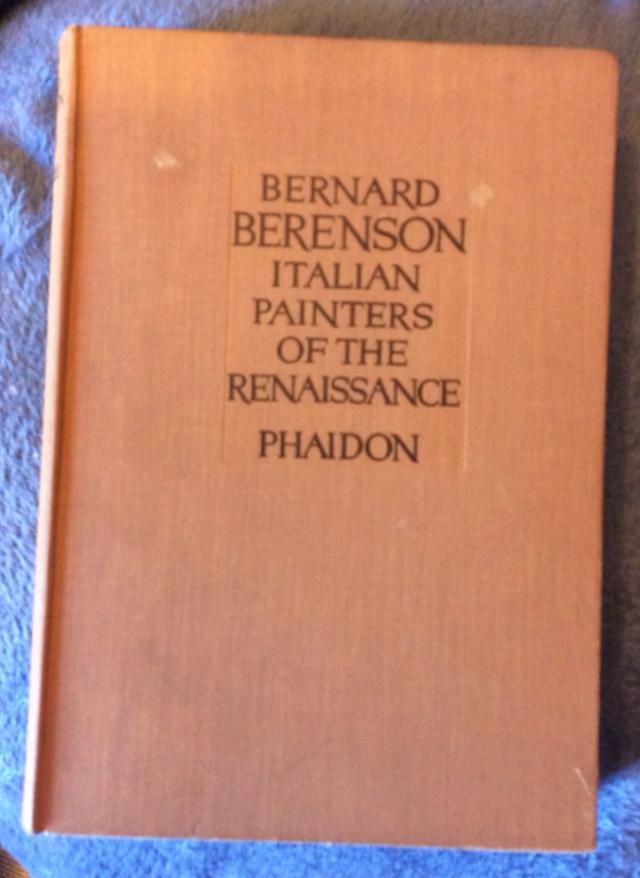 BERNARD
BERENSON
ITALIAN
PAINTERS
OF THE
RENAISSANCE
PHAIDON